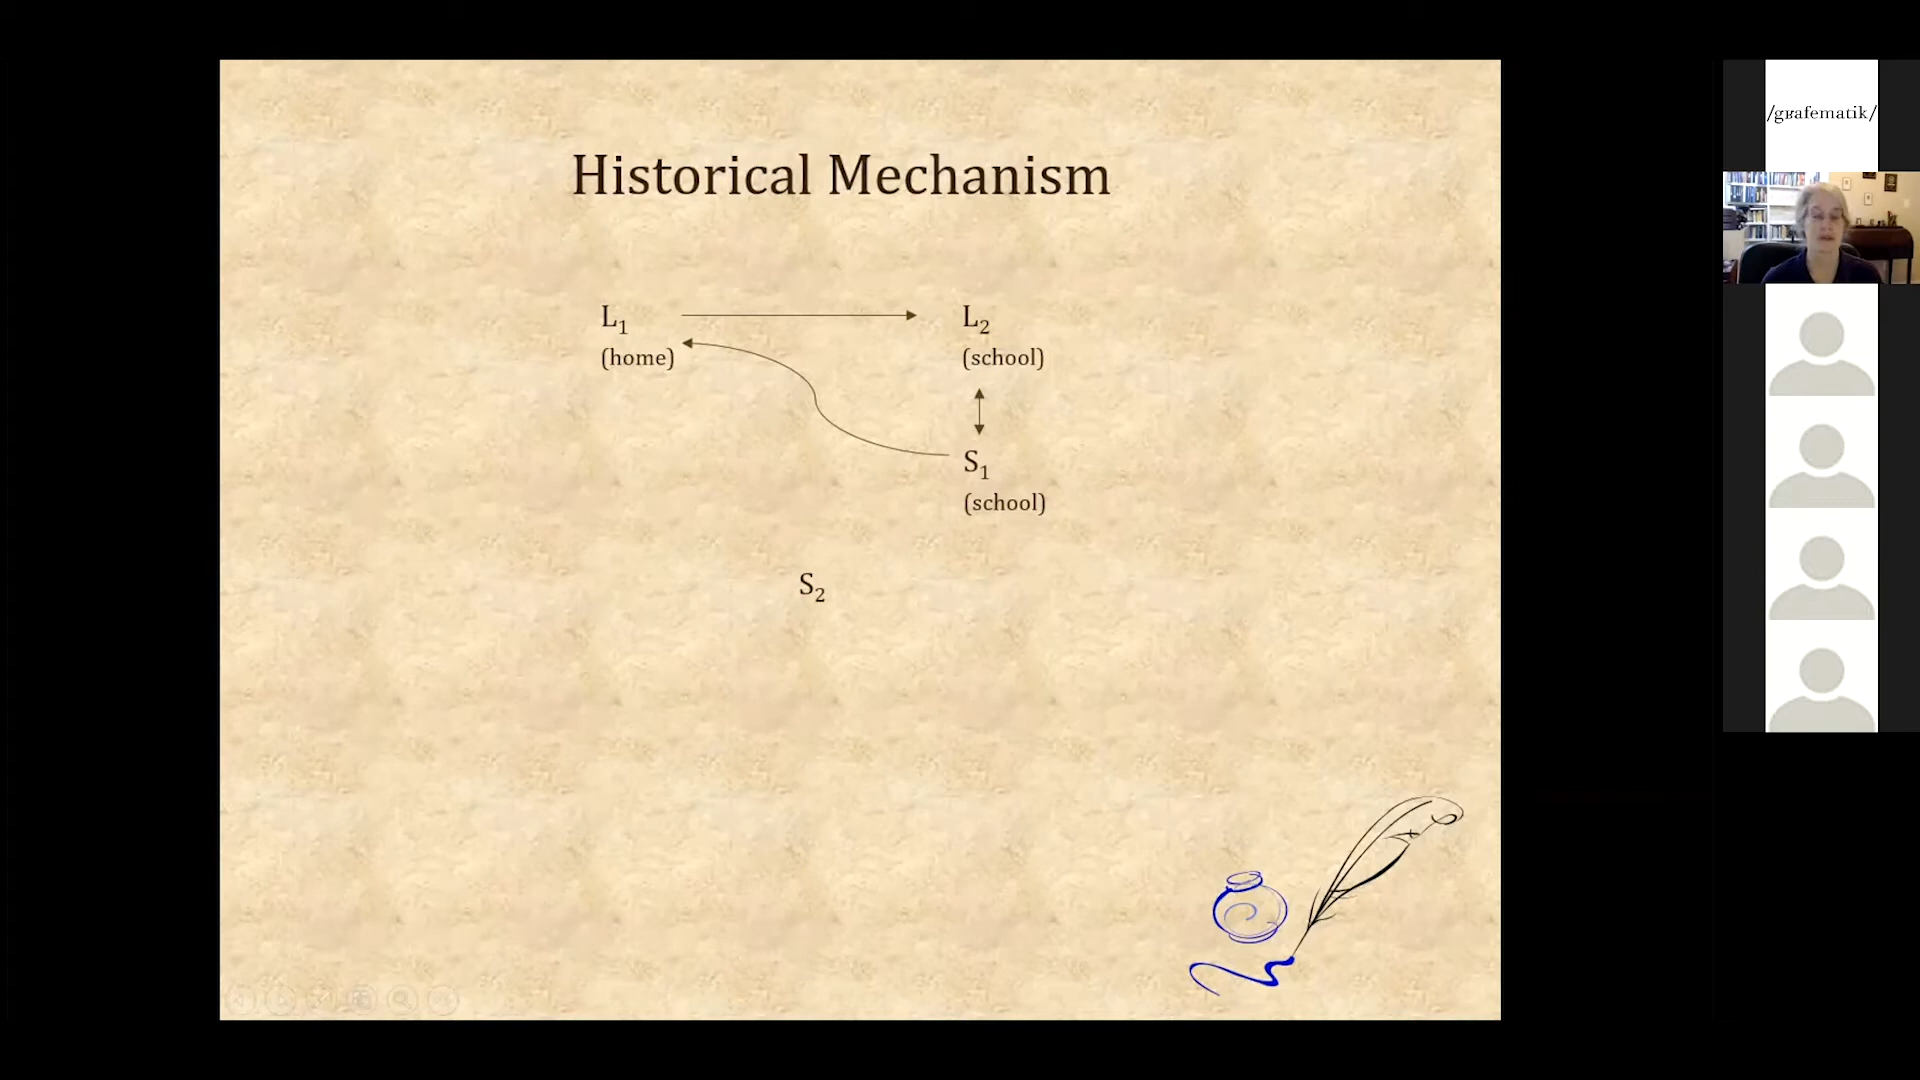 Historical Mechanism
L₁ L₂
(home) (school)
S₁
(school)
S₂
/gʁafematik/